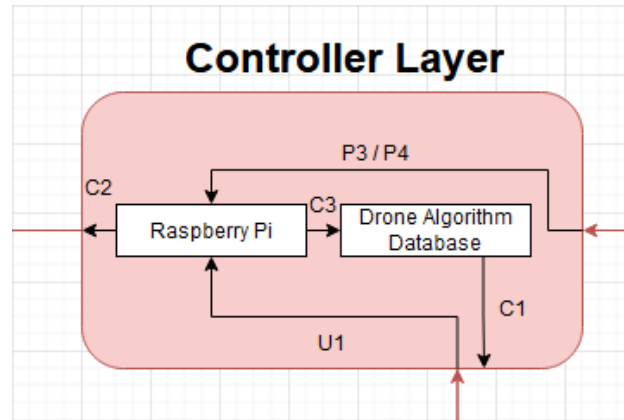 Controller Layer
P3 / P4
C2
C3
Raspberry Pi
Drone Algorithm
Database
C1
U1